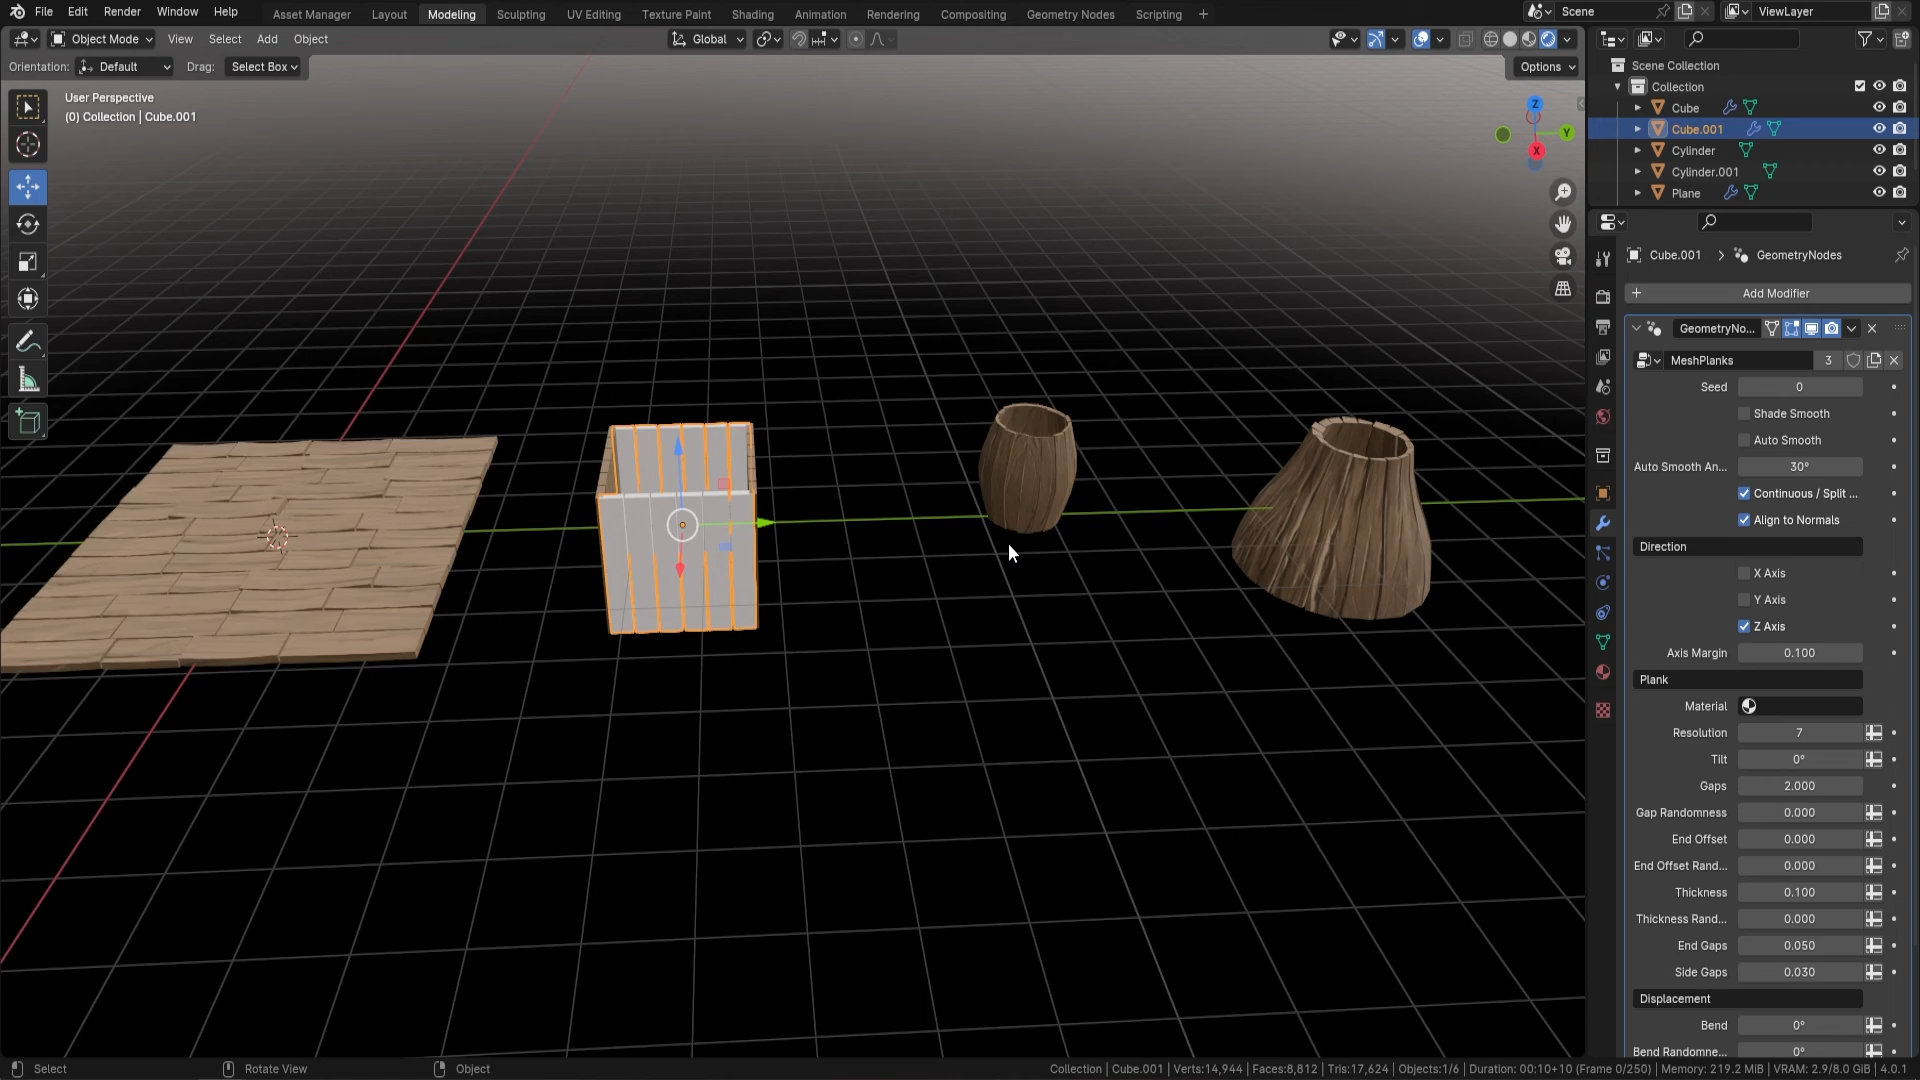 File Edit Render Window Help
Asset Manager Layout Modeling Sculpting UV Editing Texture Paint Shading Animation Rendering Compositing Geometry Nodes Scripting +
Scene
ViewLayer
Object Mode View Select Add Object
Global
Orientation: Default Drag: Select Box
Options
User Perspective
(0) Collection | Cube.001
Z
Y
X
Scene Collection
Collection
Cube
Cube.001
Cylinder
Cylinder.001
Plane
Cube.001 > GeometryNodes
+ Add Modifier
GeometryNo...
MeshPlanks 3
Seed 0
Shade Smooth
Auto Smooth
Auto Smooth An... 30°
Continuous / Split ...
Align to Normals
Direction
X Axis
Y Axis
Z Axis
Axis Margin 0.100
Plank
Material
Resolution 7
Tilt 0°
Gaps 2.000
Gap Randomness 0.000
End Offset 0.000
End Offset Rand... 0.000
Thickness 0.100
Thickness Rand... 0.000
End Gaps 0.050
Side Gaps 0.030
Displacement
Bend 0°
Bend Randomne... 0°
Select Rotate View Object
Collection | Cube.001 | Verts:14,944 | Faces:8,812 | Tris:17,624 | Objects:1/6 | Duration: 00:10+10 (Frame 0/250) | Memory: 219.2 MiB | VRAM: 2.9/8.0 GiB | 4.0.1